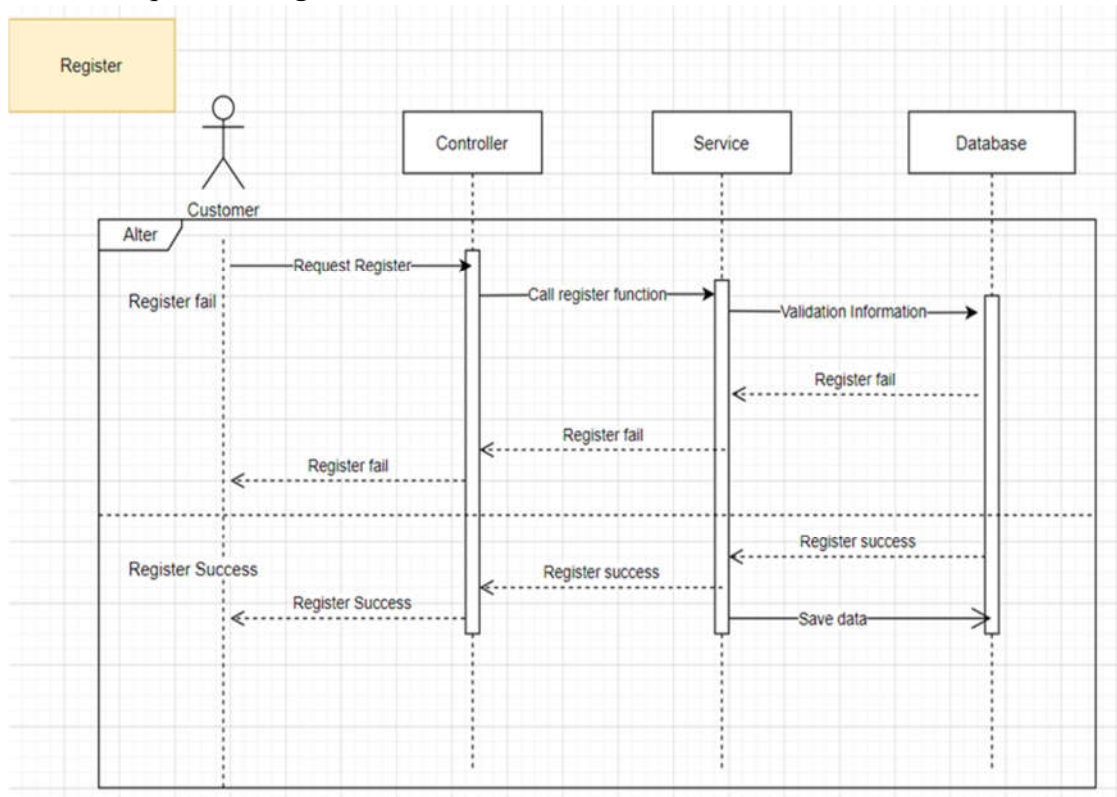 Register
Controller
Service
Database
Customer
Alter
Request Register
Call register function
Register fail
Validation Information
Register fail
Register fail
Register fail
Register success
Register Success
Register success
Register Success
Save data